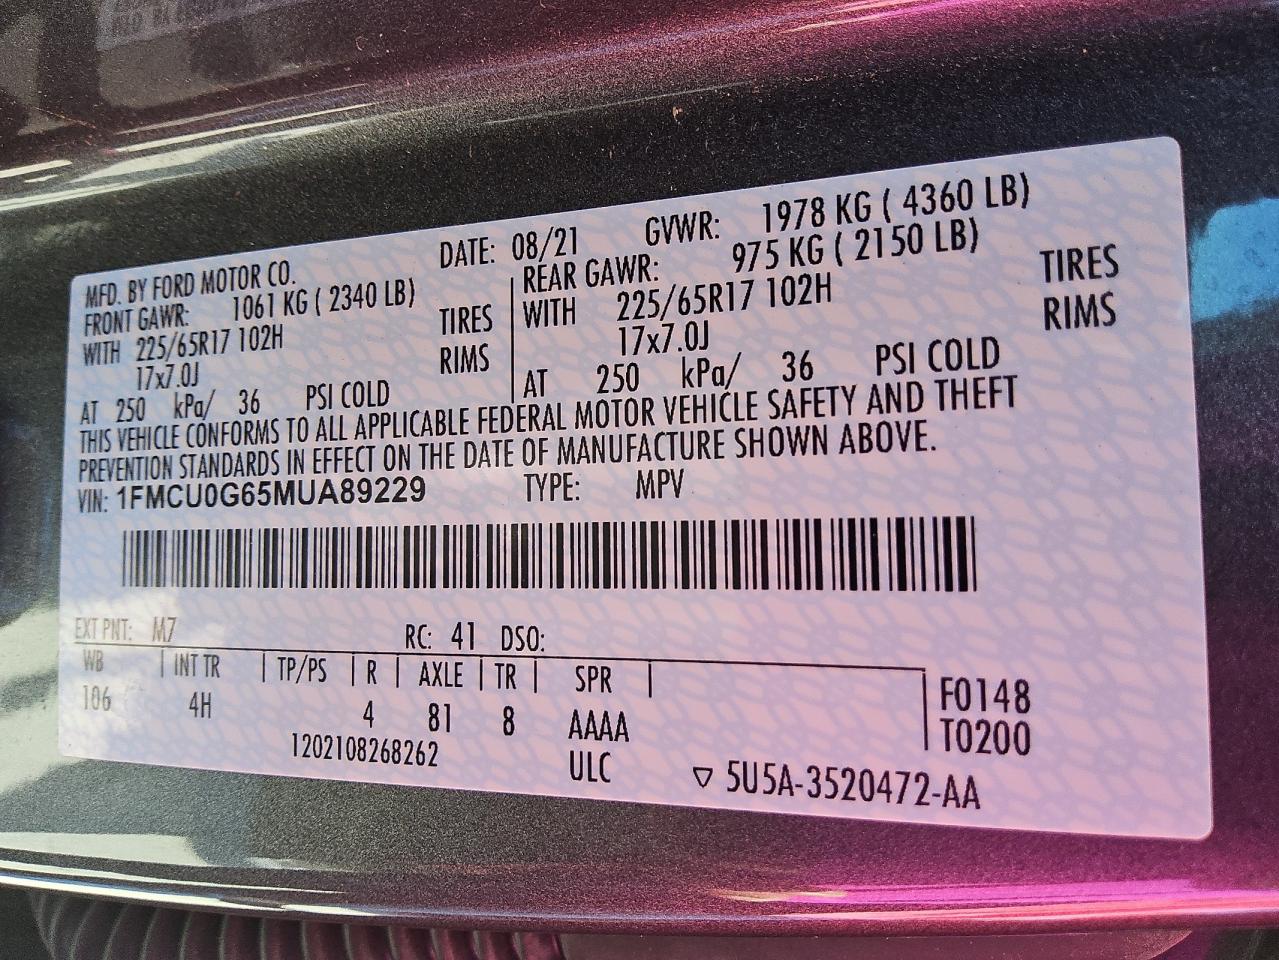 MFD. BY FORD MOTOR CO. DATE: 08/21 GVWR: 1978 KG ( 4360 LB)
FRONT GAWR: 1061 KG ( 2340 LB) REAR GAWR: 975 KG ( 2150 LB)
WITH 225/65R17 102H TIRES WITH 225/65R17 102H TIRES
17x7.0J RIMS 17x7.0J RIMS
AT 250 kPa/ 36 PSI COLD AT 250 kPa/ 36 PSI COLD
THIS VEHICLE CONFORMS TO ALL APPLICABLE FEDERAL MOTOR VEHICLE SAFETY AND THEFT
PREVENTION STANDARDS IN EFFECT ON THE DATE OF MANUFACTURE SHOWN ABOVE.
VIN: 1FMCU0G65MUA89229 TYPE: MPV
EXT PNT: M7 RC: 41 DSO:
WB INT TR TP/PS R AXLE TR SPR
106 4H 4 81 8 AAAA
F0148
T0200
1202108268262 ULC
▽ 5U5A-3520472-AA